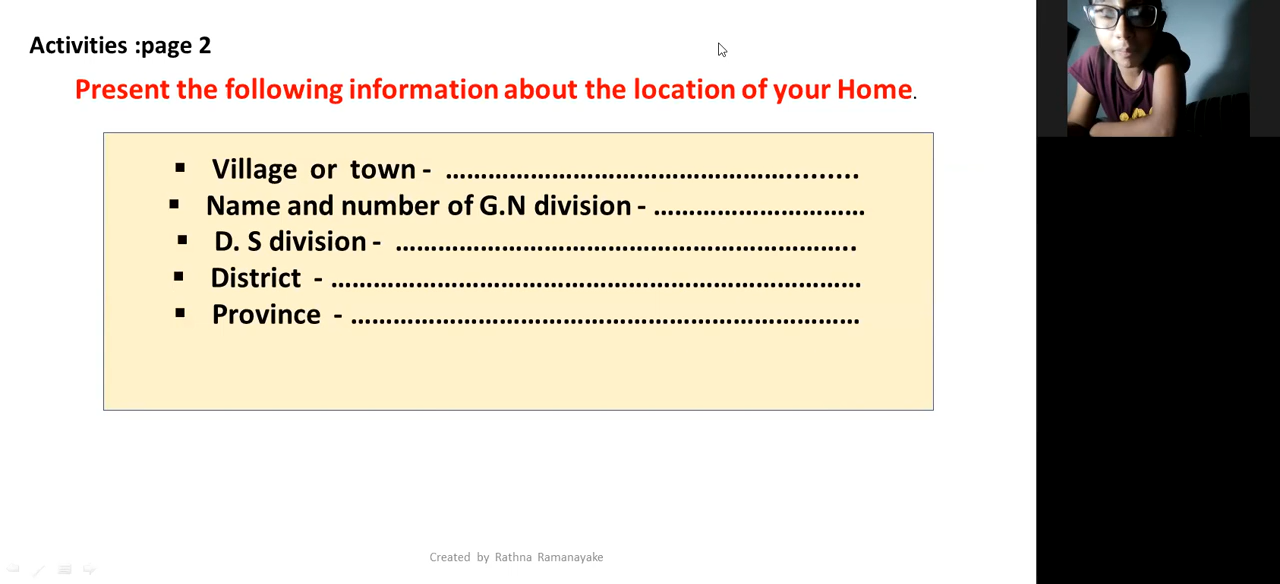 Activities :page 2
Present the following information about the location of your Home.
▪ Village or town - ……………………………………………………
▪ Name and number of G.N division - …………………………
▪ D. S division - ………………………………………………………..
▪ District - …………………………………………………………………
▪ Province - ………………………………………………………………
Created by Rathna Ramanayake